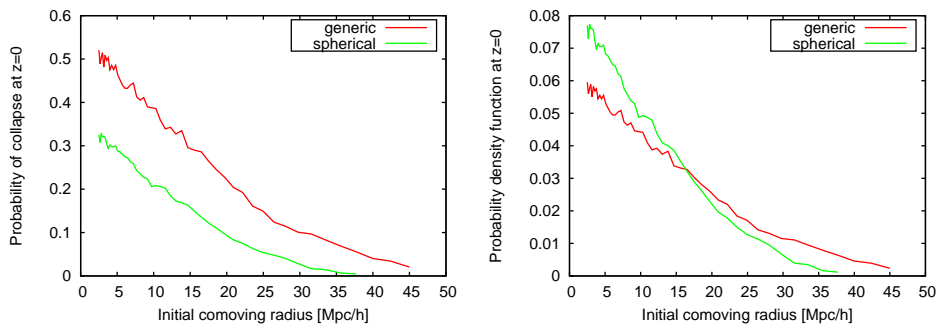 Probability of collapse at z=0
0.6
0.5
0.4
0.3
0.2
0.1
0
generic
spherical
0 5 10 15 20 25 30 35 40 45 50
Initial comoving radius [Mpc/h]
Probability density function at z=0
0.08
0.07
0.06
0.05
0.04
0.03
0.02
0.01
0
generic
spherical
0 5 10 15 20 25 30 35 40 45 50
Initial comoving radius [Mpc/h]